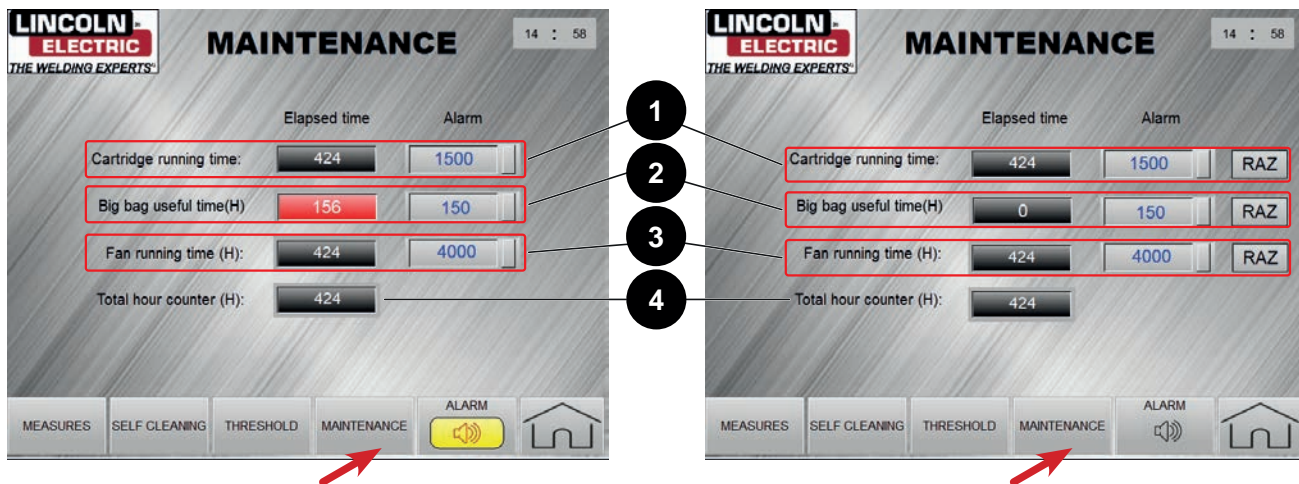 LINCOLN
ELECTRIC
THE WELDING EXPERTS
MAINTENANCE
14 : 58
Elapsed time Alarm
Cartridge running time: 424 1500
Big bag useful time(H) 156 150
Fan running time (H): 424 4000
Total hour counter (H): 424
MEASURES SELF CLEANING THRESHOLD MAINTENANCE ALARM
1
2
3
4
LINCOLN
ELECTRIC
THE WELDING EXPERTS
MAINTENANCE
14 : 58
Elapsed time Alarm
Cartridge running time: 424 1500 RAZ
Big bag useful time(H) 0 150 RAZ
Fan running time (H): 424 4000 RAZ
Total hour counter (H): 424
MEASURES SELF CLEANING THRESHOLD MAINTENANCE ALARM